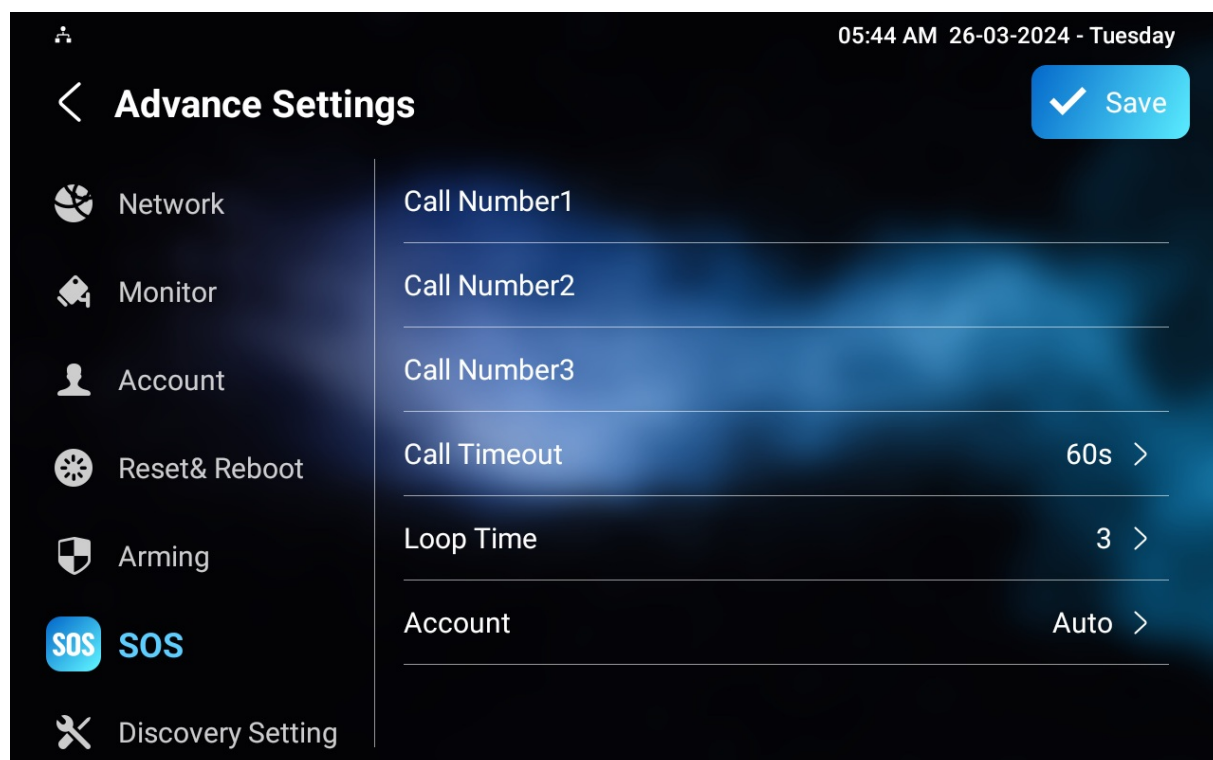 05:44 AM 26-03-2024 - Tuesday
Advance Settings
Save
Network
Monitor
Account
Reset& Reboot
Arming
SOS SOS
Discovery Setting
Call Number1
Call Number2
Call Number3
Call Timeout 60s
Loop Time 3
Account Auto